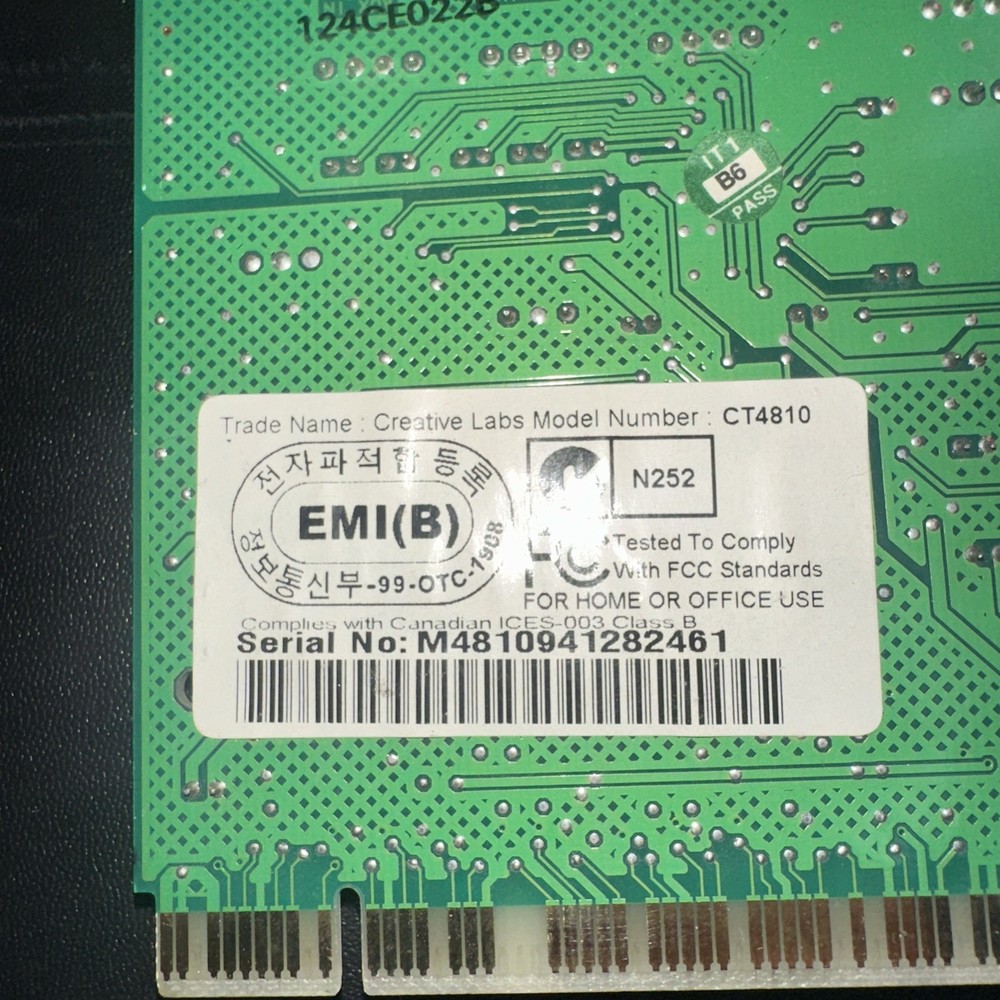 124CE022B
IT1
B6
PASS
Trade Name : Creative Labs Model Number : CT4810
전자파적합등록
EMI(B)
정보통신부-99-OTC-1908
N252
FC Tested To Comply
With FCC Standards
FOR HOME OR OFFICE USE
Complies with Canadian ICES-003 Class B
Serial No: M4810941282461